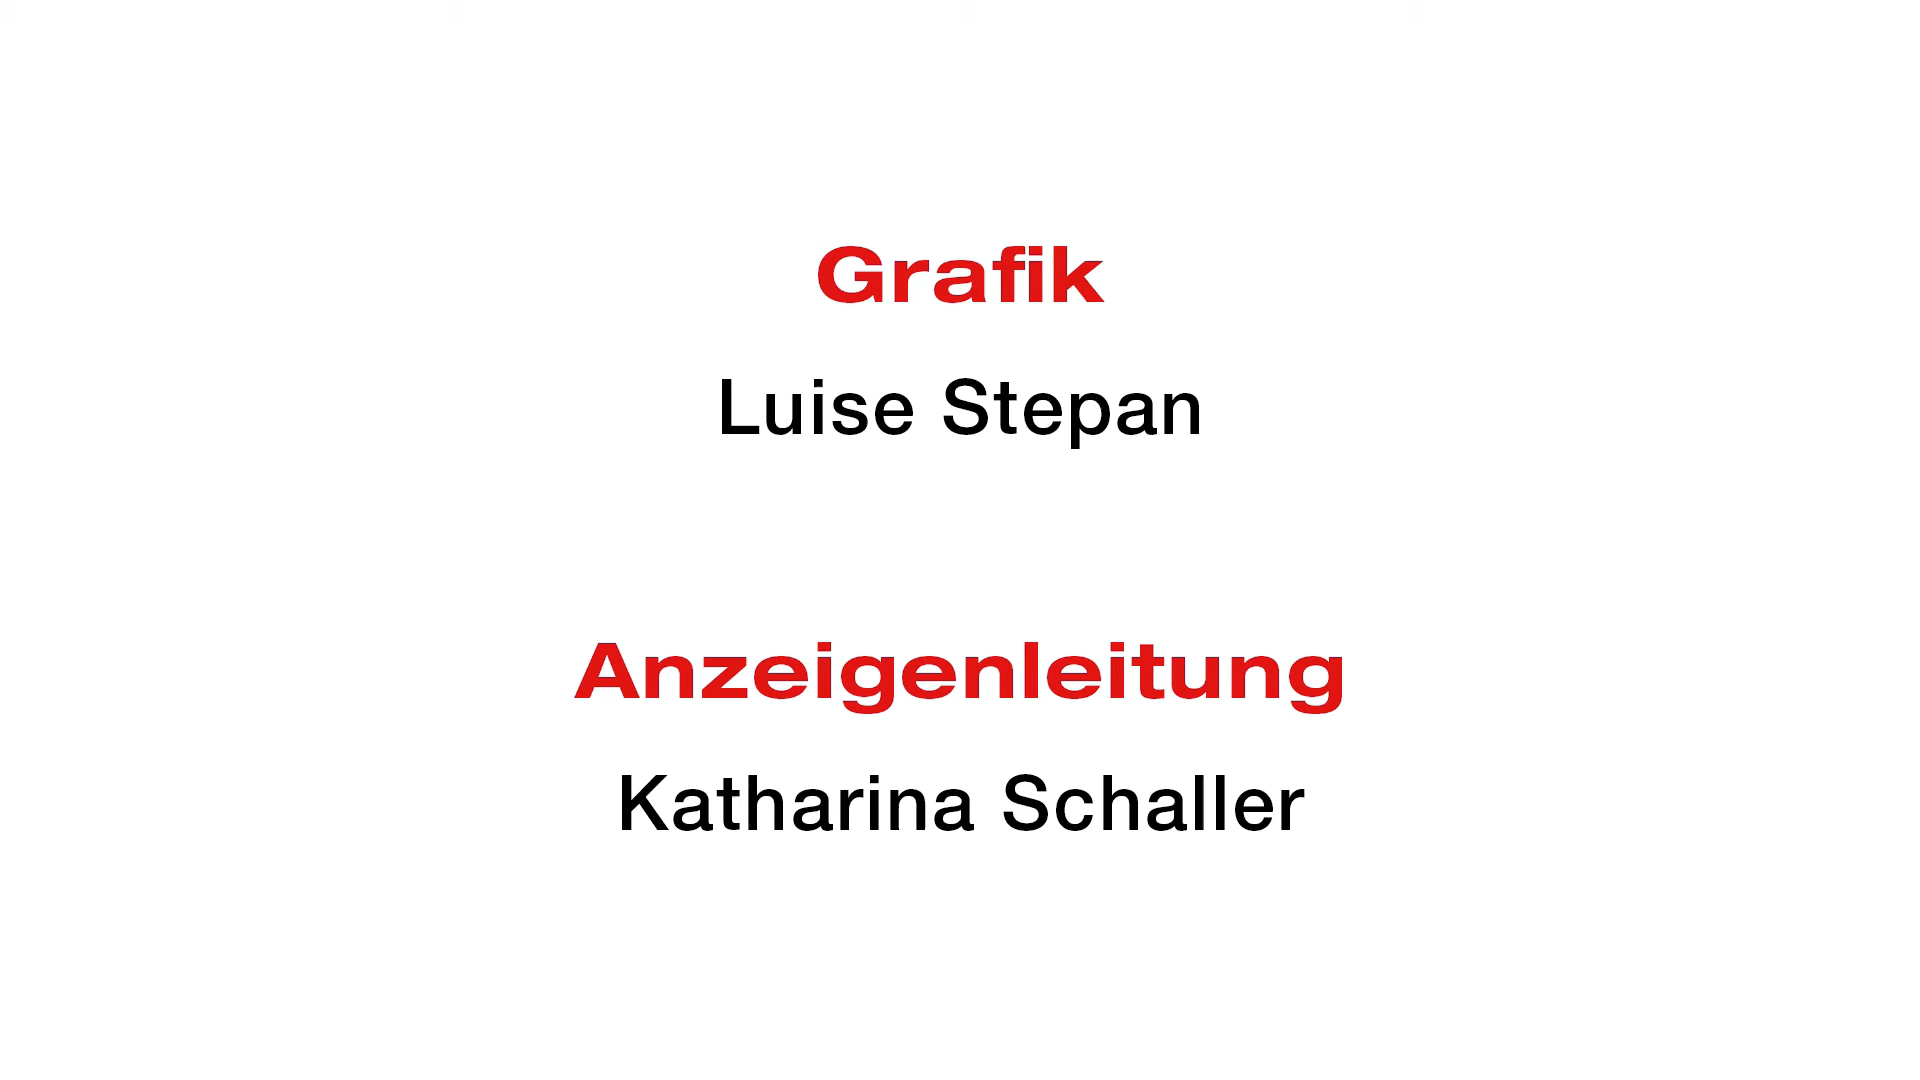 Grafik
Luise Stepan
Anzeigenleitung
Katharina Schaller